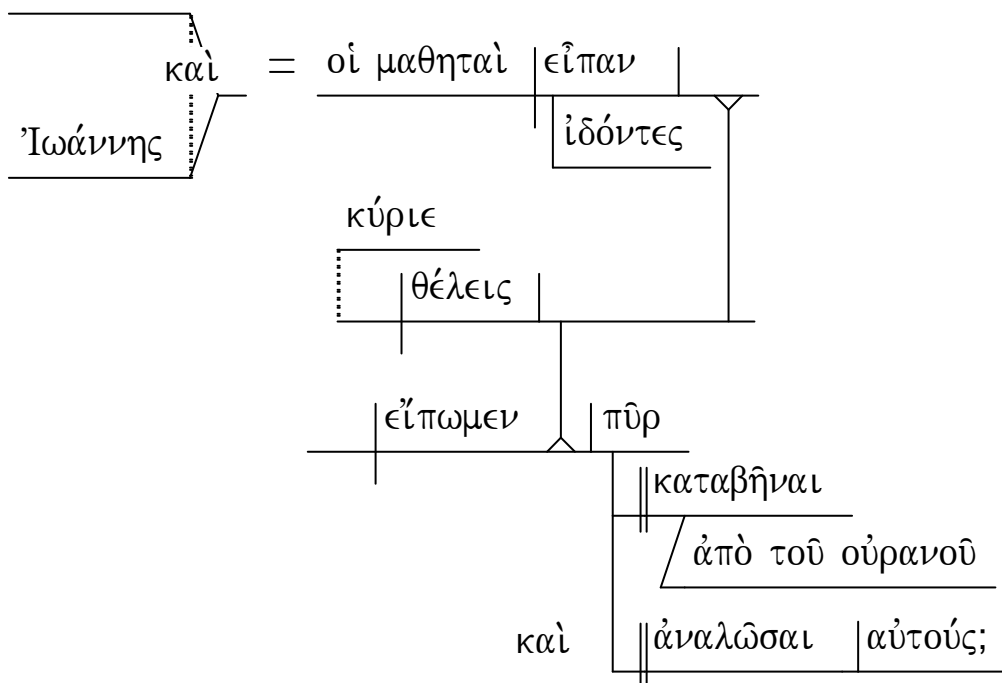 καὶ = οἱ μαθηταὶ εἶπαν
Ἰωάννης ἰδόντες
κύριε
θέλεις
εἴπωμεν πῦρ
καταβῆναι
ἀπὸ τοῦ οὐρανοῦ
καὶ ἀναλῶσαι αὐτούς;